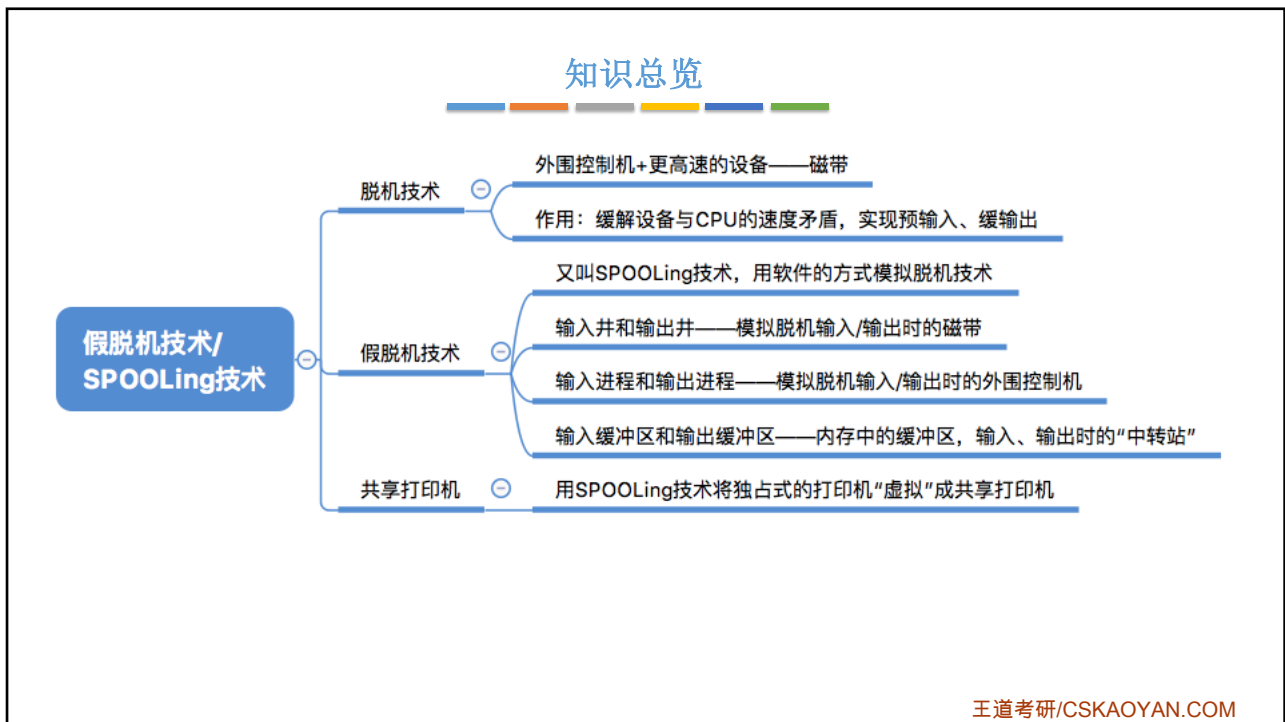 知识总览
外围控制机+更高速的设备——磁带
脱机技术
作用：缓解设备与CPU的速度矛盾，实现预输入、缓输出
又叫SPOOLing技术，用软件的方式模拟脱机技术
输入井和输出井——模拟脱机输入/输出时的磁带
假脱机技术/
SPOOLing技术
假脱机技术
输入进程和输出进程——模拟脱机输入/输出时的外围控制机
输入缓冲区和输出缓冲区——内存中的缓冲区，输入、输出时的“中转站”
共享打印机
用SPOOLing技术将独占式的打印机“虚拟”成共享打印机
王道考研/CSKAOYAN.COM